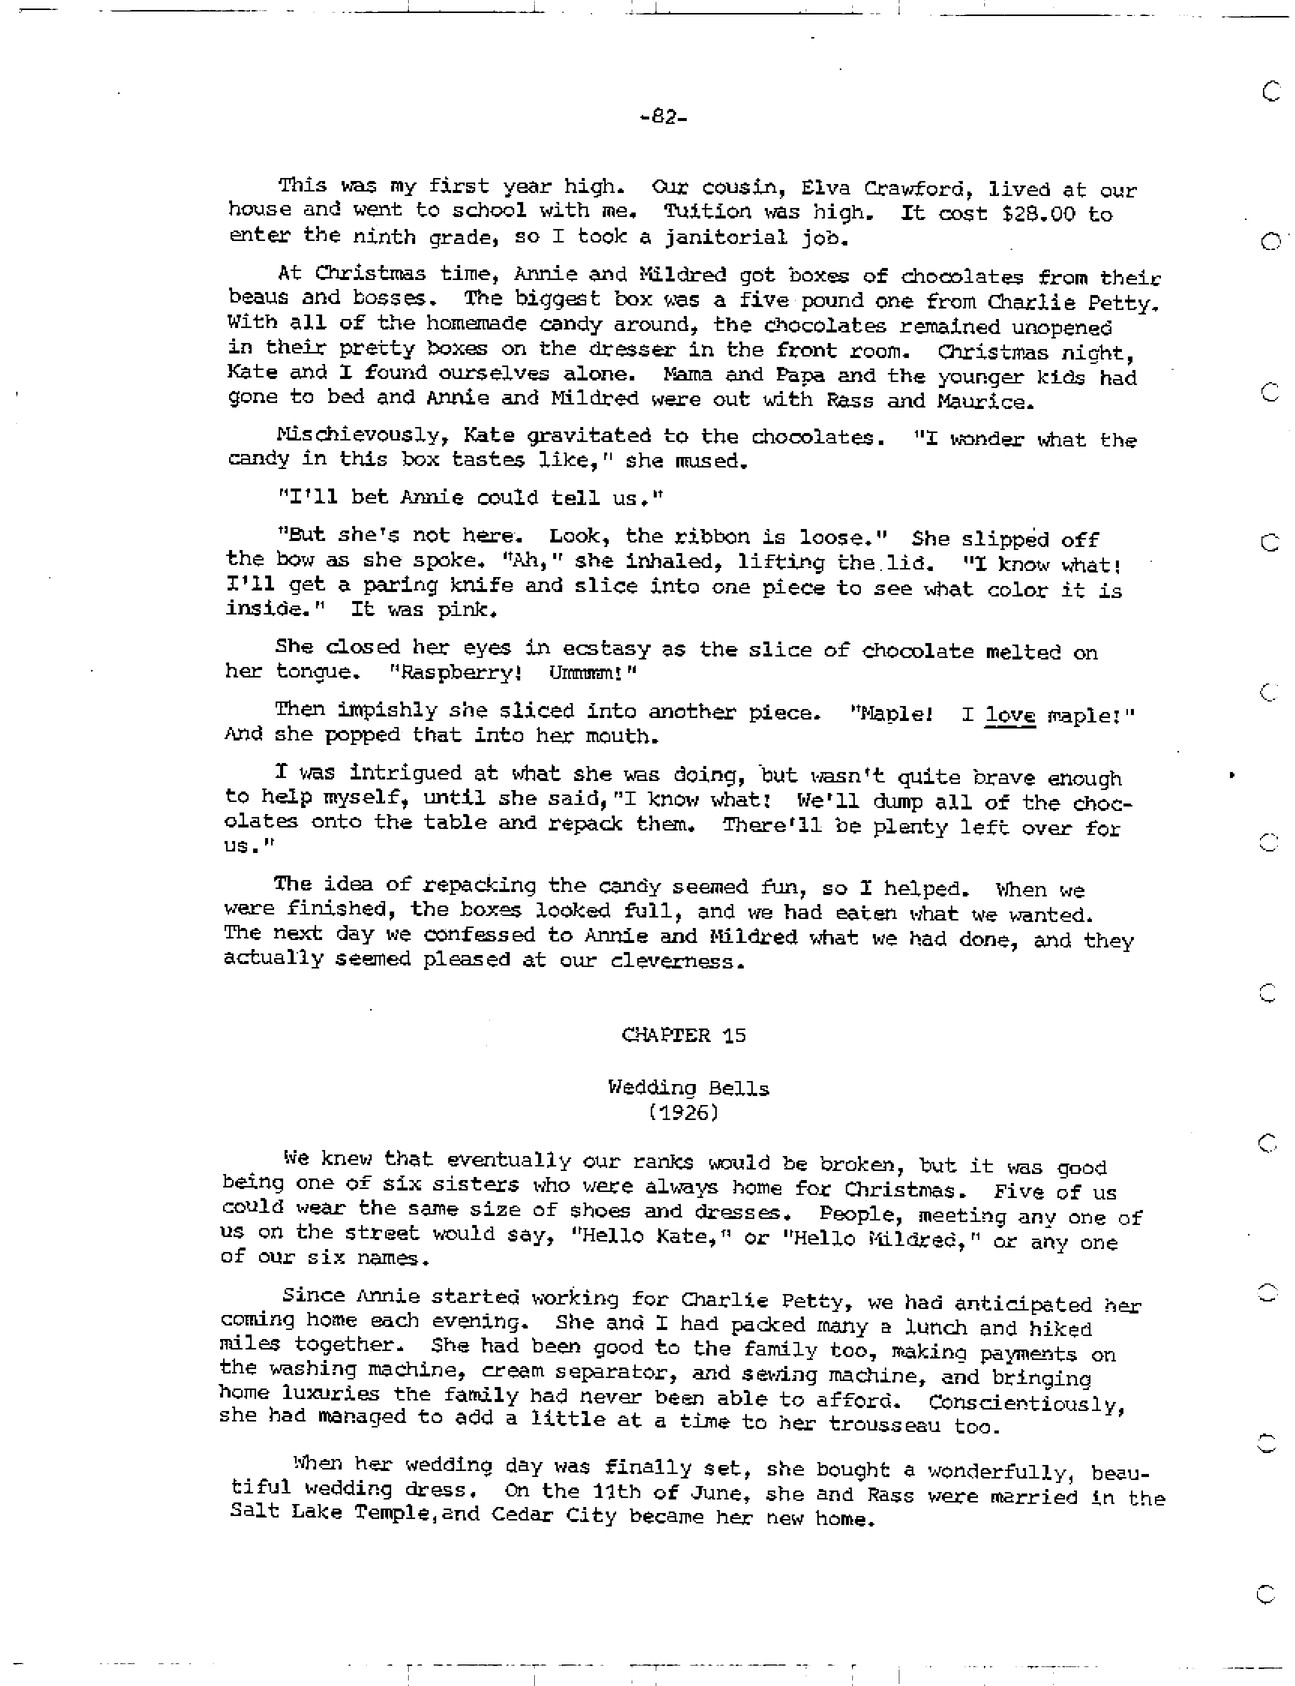 -82-
This was my first year high. Our cousin, Elva Crawford, lived at our
house and went to school with me. Tuition was high. It cost $28.00 to
enter the ninth grade, so I took a janitorial job.
At Christmas time, Annie and Mildred got boxes of chocolates from their
beaus and bosses. The biggest box was a five pound one from Charlie Petty.
With all of the homemade candy around, the chocolates remained unopened
in their pretty boxes on the dresser in the front room. Christmas night,
Kate and I found ourselves alone. Mama and Papa and the younger kids had
gone to bed and Annie and Mildred were out with Rass and Maurice.
Mischievously, Kate gravitated to the chocolates. "I wonder what the
candy in this box tastes like," she mused.
"I'll bet Annie could tell us."
"But she's not here. Look, the ribbon is loose." She slipped off
the bow as she spoke. "Ah," she inhaled, lifting the lid. "I know what!
I'll get a paring knife and slice into one piece to see what color it is
inside." It was pink.
She closed her eyes in ecstasy as the slice of chocolate melted on
her tongue. "Raspberry! Ummmmm!"
Then impishly she sliced into another piece. "Maple! I love maple!"
And she popped that into her mouth.
I was intrigued at what she was doing, but wasn't quite brave enough
to help myself, until she said,"I know what! We'll dump all of the choc-
olates onto the table and repack them. There'll be plenty left over for
us."
The idea of repacking the candy seemed fun, so I helped. When we
were finished, the boxes looked full, and we had eaten what we wanted.
The next day we confessed to Annie and Mildred what we had done, and they
actually seemed pleased at our cleverness.
CHAPTER 15
Wedding Bells
(1926)
We knew that eventually our ranks would be broken, but it was good
being one of six sisters who were always home for Christmas. Five of us
could wear the same size of shoes and dresses. People, meeting any one of
us on the street would say, "Hello Kate," or "Hello Mildred," or any one
of our six names.
Since Annie started working for Charlie Petty, we had anticipated her
coming home each evening. She and I had packed many a lunch and hiked
miles together. She had been good to the family too, making payments on
the washing machine, cream separator, and sewing machine, and bringing
home luxuries the family had never been able to afford. Conscientiously,
she had managed to add a little at a time to her trousseau too.
When her wedding day was finally set, she bought a wonderfully, beau-
tiful wedding dress. On the 11th of June, she and Rass were married in the
Salt Lake Temple,and Cedar City became her new home.